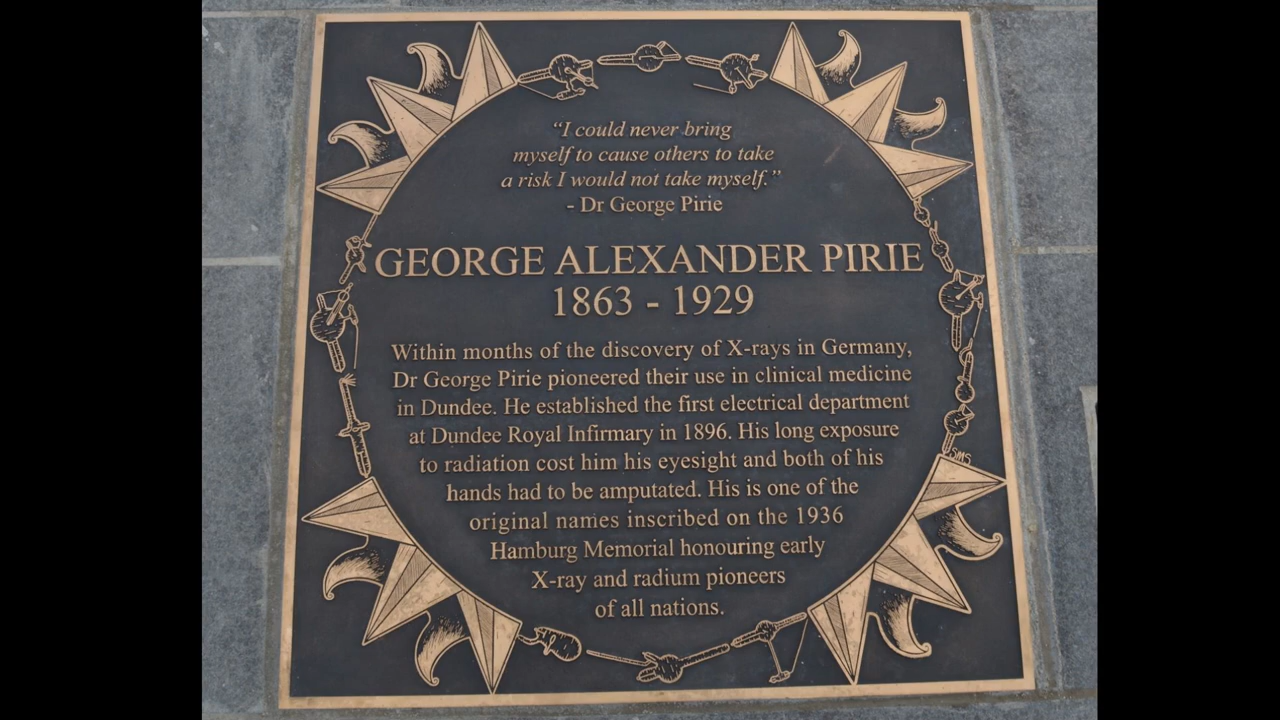 “I could never bring
myself to cause others to take
a risk I would not take myself.”
- Dr George Pirie
GEORGE ALEXANDER PIRIE
1863 - 1929
Within months of the discovery of X-rays in Germany,
Dr George Pirie pioneered their use in clinical medicine
in Dundee. He established the first electrical department
at Dundee Royal Infirmary in 1896. His long exposure
to radiation cost him his eyesight and both of his
hands had to be amputated. His is one of the
original names inscribed on the 1936
Hamburg Memorial honouring early
X-ray and radium pioneers
of all nations.
SMS